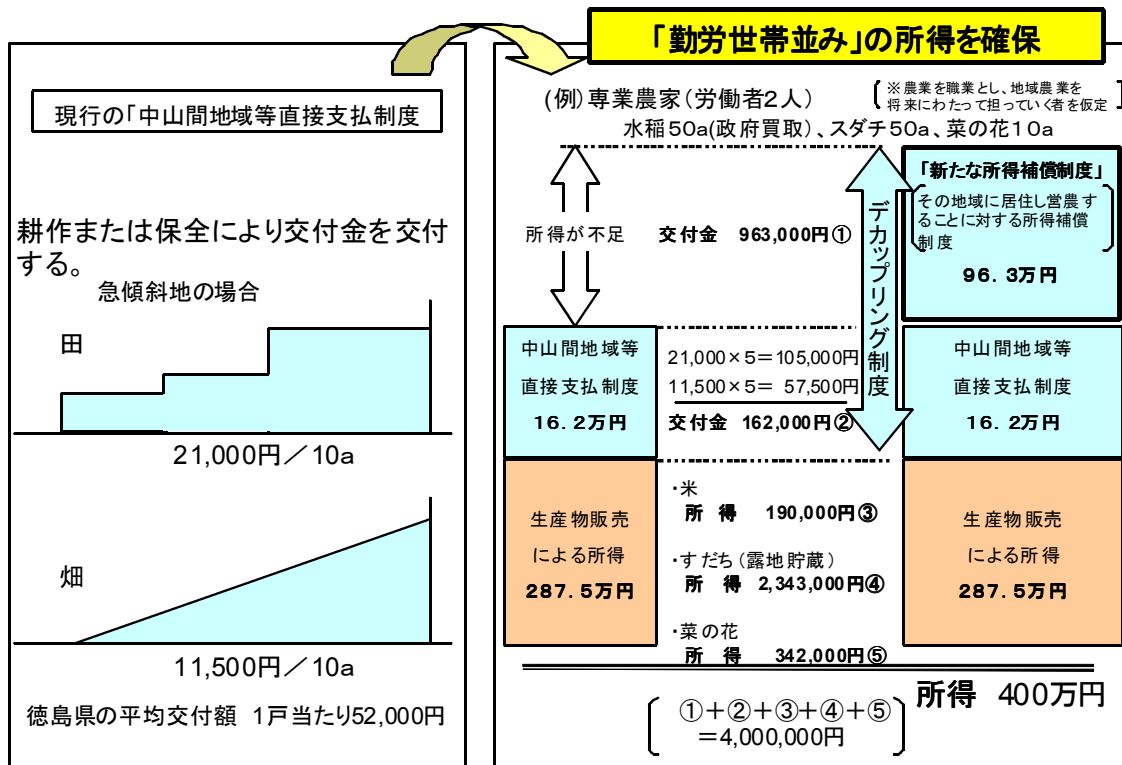 「勤労世帯並み」の所得を確保
現行の「中山間地域等直接支払制度
耕作または保全により交付金を交付
する。
急傾斜地の場合
田
21,000円／10a
畑
11,500円／10a
徳島県の平均交付額 1戸当たり52,000円
(例)専業農家(労働者2人)
※農業を職業とし、地域農業を
将来にわたって担っていく者を仮定
水稲50a(政府買取)、スダチ50a、菜の花10a
所得が不足
交付金 963,000円①
デカップリング制度
「新たな所得補償制度」
その地域に居住し営農す
ることに対する所得補償
制度
96.3万円
中山間地域等
直接支払制度
16.2万円
21,000×5＝105,000円
11,500×5＝ 57,500円
交付金 162,000円②
中山間地域等
直接支払制度
16.2万円
生産物販売
による所得
287.5万円
・米
所 得 190,000円③
・すだち(露地貯蔵)
所 得 2,343,000円④
・菜の花
所 得 342,000円⑤
生産物販売
による所得
287.5万円
所得 400万円
①＋②＋③＋④＋⑤
＝4,000,000円